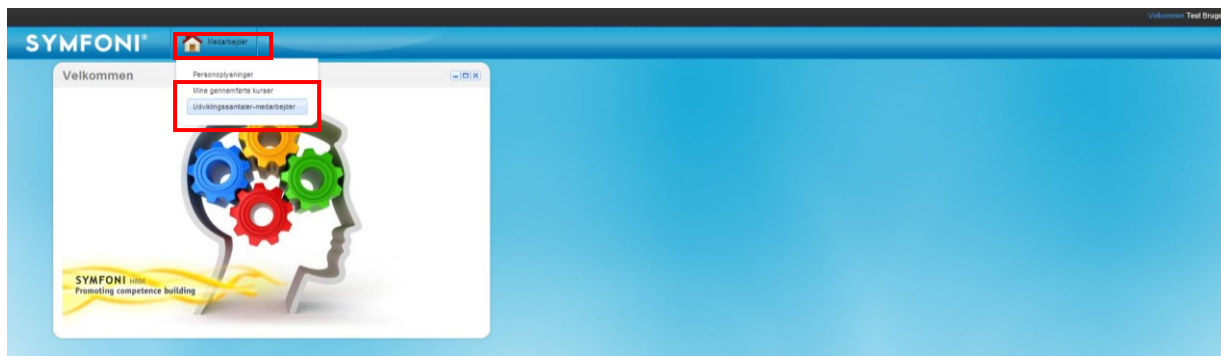 Velkommen Test Bruge
SYMFONI®
Medarbejder
Velkommen
Personoplysninger
Mine gennemførte kurser
Udviklingssamtaler-medarbejder
SYMFONI HRM
Promoting competence building